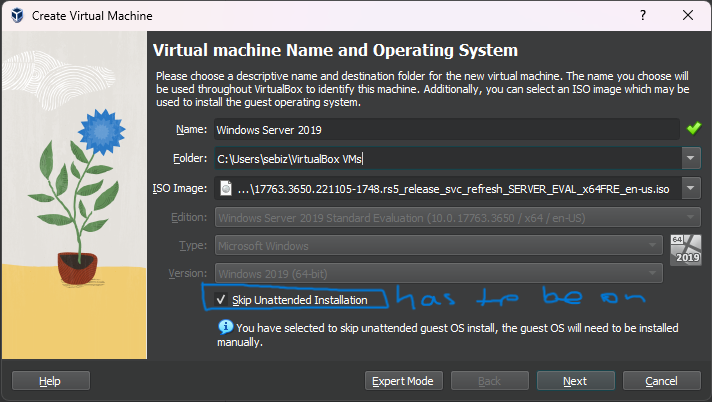 Create Virtual Machine
?
Virtual machine Name and Operating System
Please choose a descriptive name and destination folder for the new virtual machine. The name you choose will
be used throughout VirtualBox to identify this machine. Additionally, you can select an ISO image which may be
used to install the guest operating system.
Name: Windows Server 2019
Folder: C:\Users\sebiz\VirtualBox VMs
ISO Image: ...\17763.3650.221105-1748.rs5_release_svc_refresh_SERVER_EVAL_x64FRE_en-us.iso
Edition: Windows Server 2019 Standard Evaluation (10.0.17763.3650 / x64 / en-US)
Type: Microsoft Windows
64
2019
Version: Windows 2019 (64-bit)
Skip Unattended Installation has to be on
You have selected to skip unattended guest OS install, the guest OS will need to be installed
manually.
Help Expert Mode Back Next Cancel